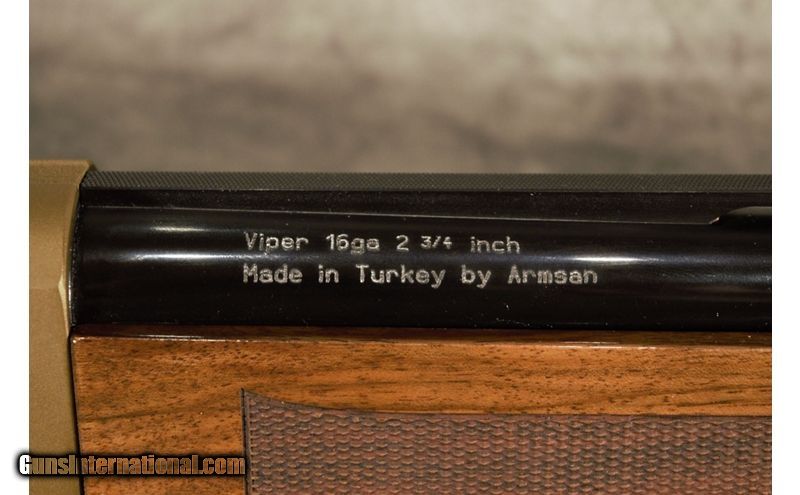 Viper 16ga 2 3/4 inch
Made in Turkey by Armsan
GunsInternational.com